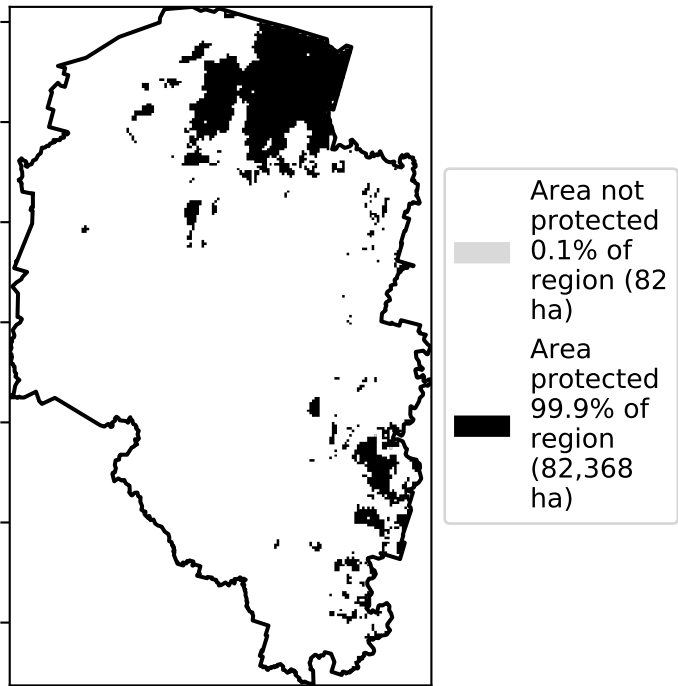 Area not
protected
0.1% of
region (82
ha)
Area
protected
99.9% of
region
(82,368
ha)